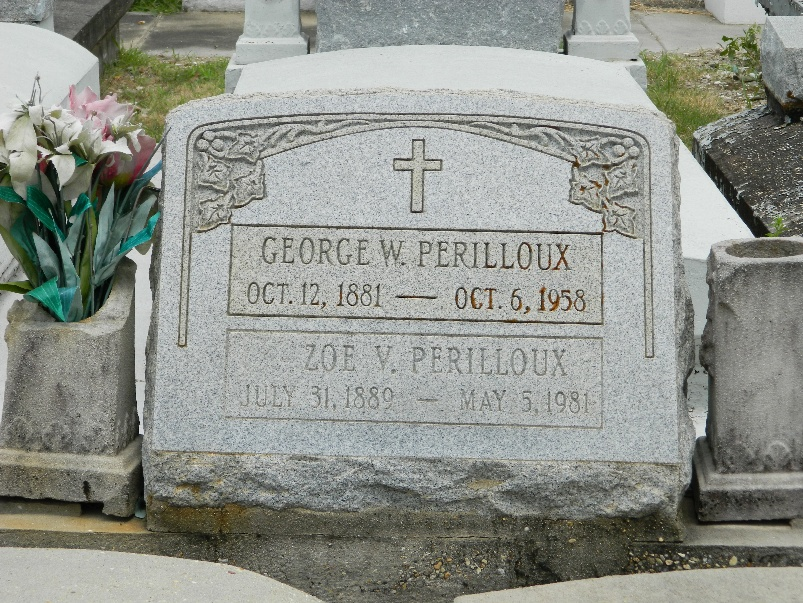 GEORGE W. PERILLOUX
OCT. 12, 1881 — OCT. 6, 1958
ZOE V. PERILLOUX
JULY 31, 1889 — MAY 5, 1981